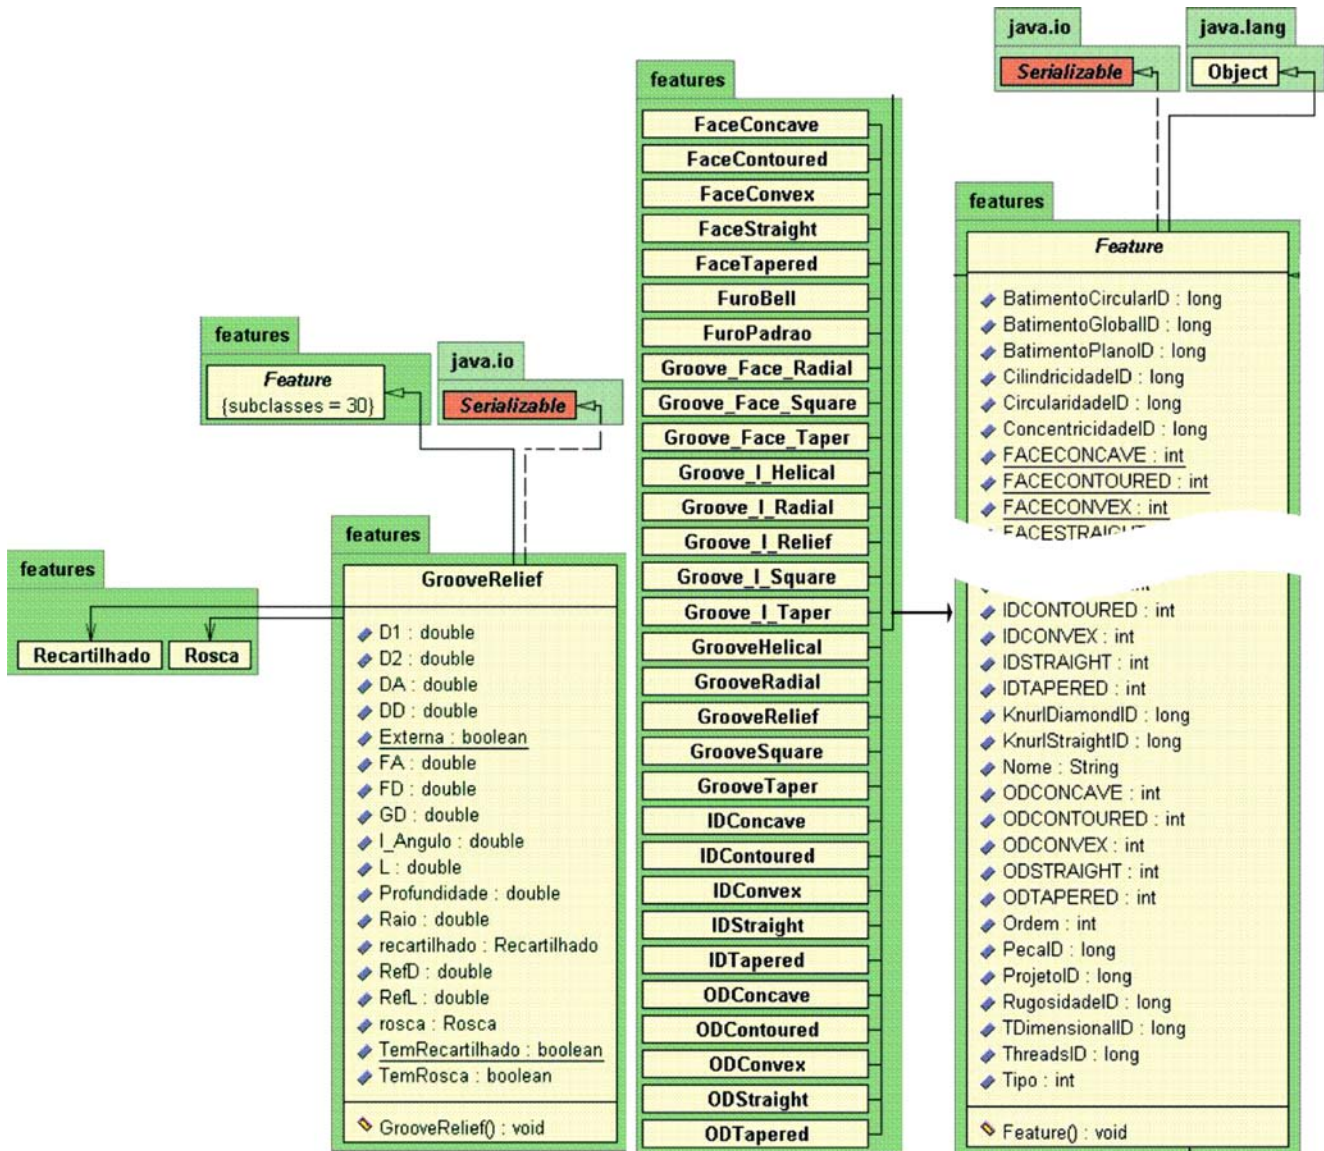 features
Feature
{subclasses = 30}
java.io
Serializable
features
Recartilhado
Rosca
features
GrooveRelief
D1 : double
D2 : double
DA : double
DD : double
Externa : boolean
FA : double
FD : double
GD : double
I_Angulo : double
L : double
Profundidade : double
Raio : double
recartilhado : Recartilhado
RefD : double
RefL : double
rosca : Rosca
TemRecartilhado : boolean
TemRosca : boolean
GrooveRelief() : void
features
FaceConcave
FaceContoured
FaceConvex
FaceStraight
FaceTapered
FuroBell
FuroPadrao
Groove_Face_Radial
Groove_Face_Square
Groove_Face_Taper
Groove_I_Helical
Groove_I_Radial
Groove_I_Relief
Groove_I_Square
Groove_I_Taper
GrooveHelical
GrooveRadial
GrooveRelief
GrooveSquare
GrooveTaper
IDConcave
IDContoured
IDConvex
IDStraight
IDTapered
ODConcave
ODContoured
ODConvex
ODStraight
ODTapered
java.io
Serializable
java.lang
Object
features
Feature
BatimentoCircularID : long
BatimentoGlobalID : long
BatimentoPlanoID : long
CilindricidadeID : long
CircularidadeID : long
ConcentricidadeID : long
FACECONCAVE : int
FACECONTOURED : int
FACECONVEX : int
FACESTRAIGHT
IDCONTOURED : int
IDCONVEX : int
IDSTRAIGHT : int
IDTAPERED : int
KnurlDiamondID : long
KnurlStraightID : long
Nome : String
ODCONCAVE : int
ODCONTOURED : int
ODCONVEX : int
ODSTRAIGHT : int
ODTAPERED : int
Ordem : int
PecaID : long
ProjetoID : long
RugosidadeID : long
TDimensionalID : long
ThreadsID : long
Tipo : int
Feature() : void